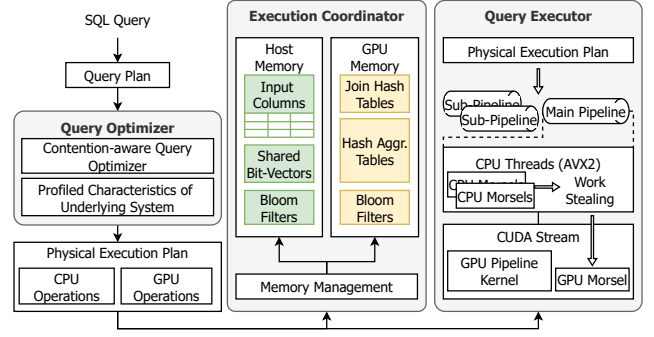 SQL Query
Query Plan
Query Optimizer
Contention-aware Query
Optimizer
Profiled Characteristics of
Underlying System
Physical Execution Plan
CPU
Operations
GPU
Operations
Execution Coordinator
Host
Memory
Input
Columns
Shared
Bit-Vectors
Bloom
Filters
GPU
Memory
Join Hash
Tables
Hash Aggr.
Tables
Bloom
Filters
Memory Management
Query Executor
Physical Execution Plan
Sub-Pipeline
Sub-Pipeline
Main Pipeline
CPU Threads (AVX2)
CPU Morsels
CPU Morsels
Work
Stealing
CUDA Stream
GPU Pipeline
Kernel
GPU Morsel